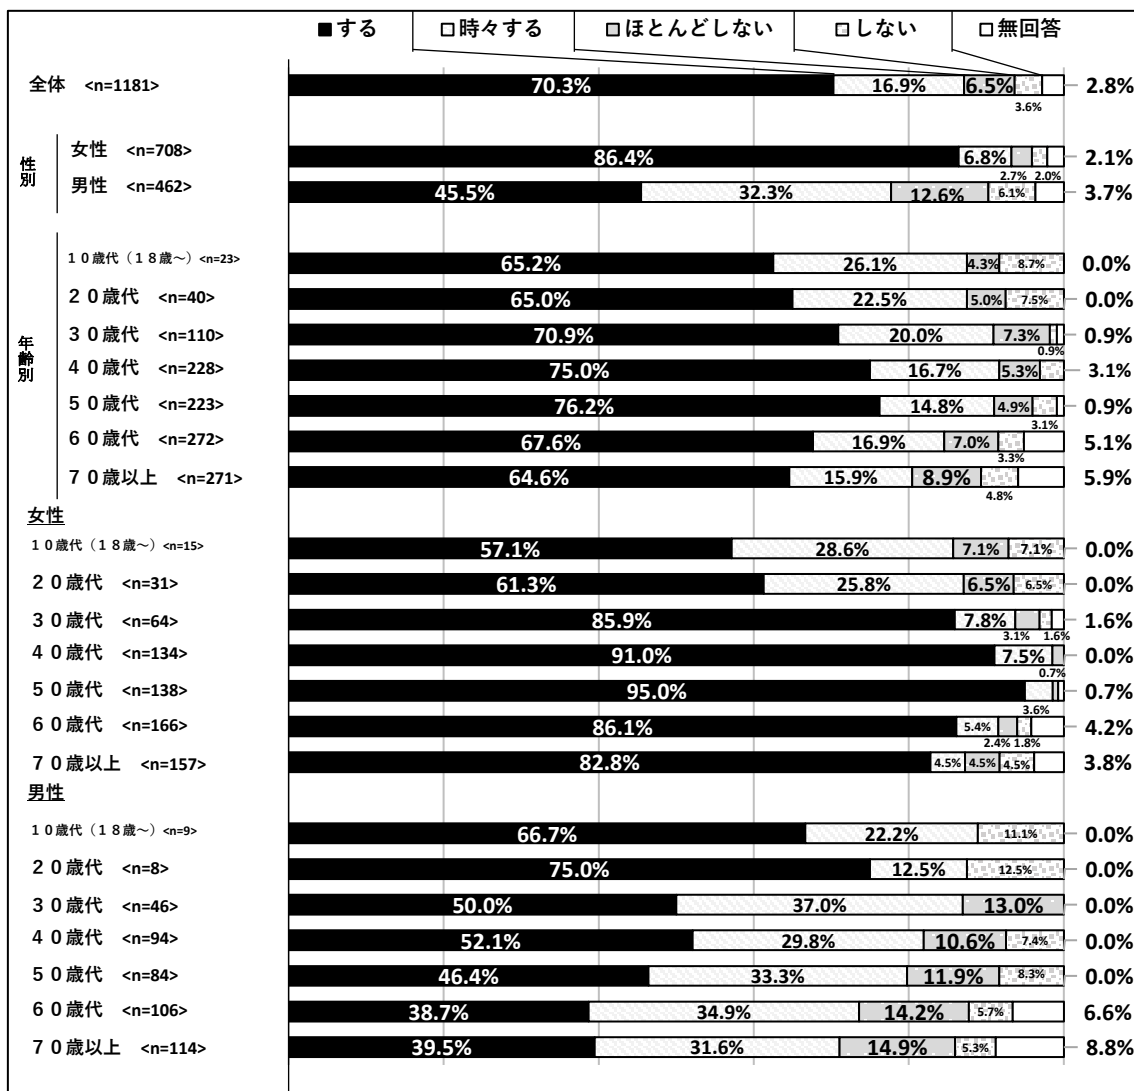 ■する □時々する □ほとんどしない □しない □無回答
全体 <n=1181> 70.3% 16.9% 6.5% 3.6% 2.8%
性別
女性 <n=708> 86.4% 6.8% 2.7% 2.0% 2.1%
男性 <n=462> 45.5% 32.3% 12.6% 6.1% 3.7%
年齢別
10歳代（18歳～）<n=23> 65.2% 26.1% 4.3% 8.7% 0.0%
20歳代 <n=40> 65.0% 22.5% 5.0% 7.5% 0.0%
30歳代 <n=110> 70.9% 20.0% 7.3% 0.9% 0.9%
40歳代 <n=228> 75.0% 16.7% 5.3% 3.1%
50歳代 <n=223> 76.2% 14.8% 4.9% 3.1% 0.9%
60歳代 <n=272> 67.6% 16.9% 7.0% 3.3% 5.1%
70歳以上 <n=271> 64.6% 15.9% 8.9% 4.8% 5.9%
女性
10歳代（18歳～）<n=15> 57.1% 28.6% 7.1% 7.1% 0.0%
20歳代 <n=31> 61.3% 25.8% 6.5% 6.5% 0.0%
30歳代 <n=64> 85.9% 7.8% 3.1% 1.6% 1.6%
40歳代 <n=134> 91.0% 7.5% 0.7% 0.0%
50歳代 <n=138> 95.0% 3.6% 0.7%
60歳代 <n=166> 86.1% 5.4% 2.4% 1.8% 4.2%
70歳以上 <n=157> 82.8% 4.5% 4.5% 4.5% 3.8%
男性
10歳代（18歳～）<n=9> 66.7% 22.2% 11.1% 0.0%
20歳代 <n=8> 75.0% 12.5% 12.5% 0.0%
30歳代 <n=46> 50.0% 37.0% 13.0% 0.0%
40歳代 <n=94> 52.1% 29.8% 10.6% 7.4% 0.0%
50歳代 <n=84> 46.4% 33.3% 11.9% 8.3% 0.0%
60歳代 <n=106> 38.7% 34.9% 14.2% 5.7% 6.6%
70歳以上 <n=114> 39.5% 31.6% 14.9% 5.3% 8.8%